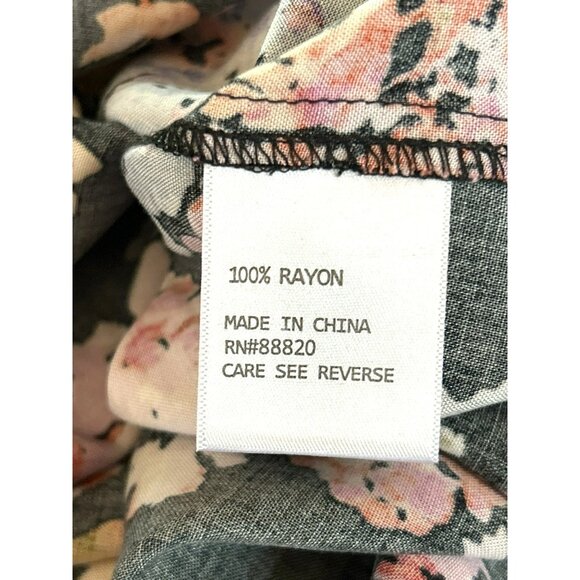 100% RAYON
MADE IN CHINA
RN#88820
CARE SEE REVERSE